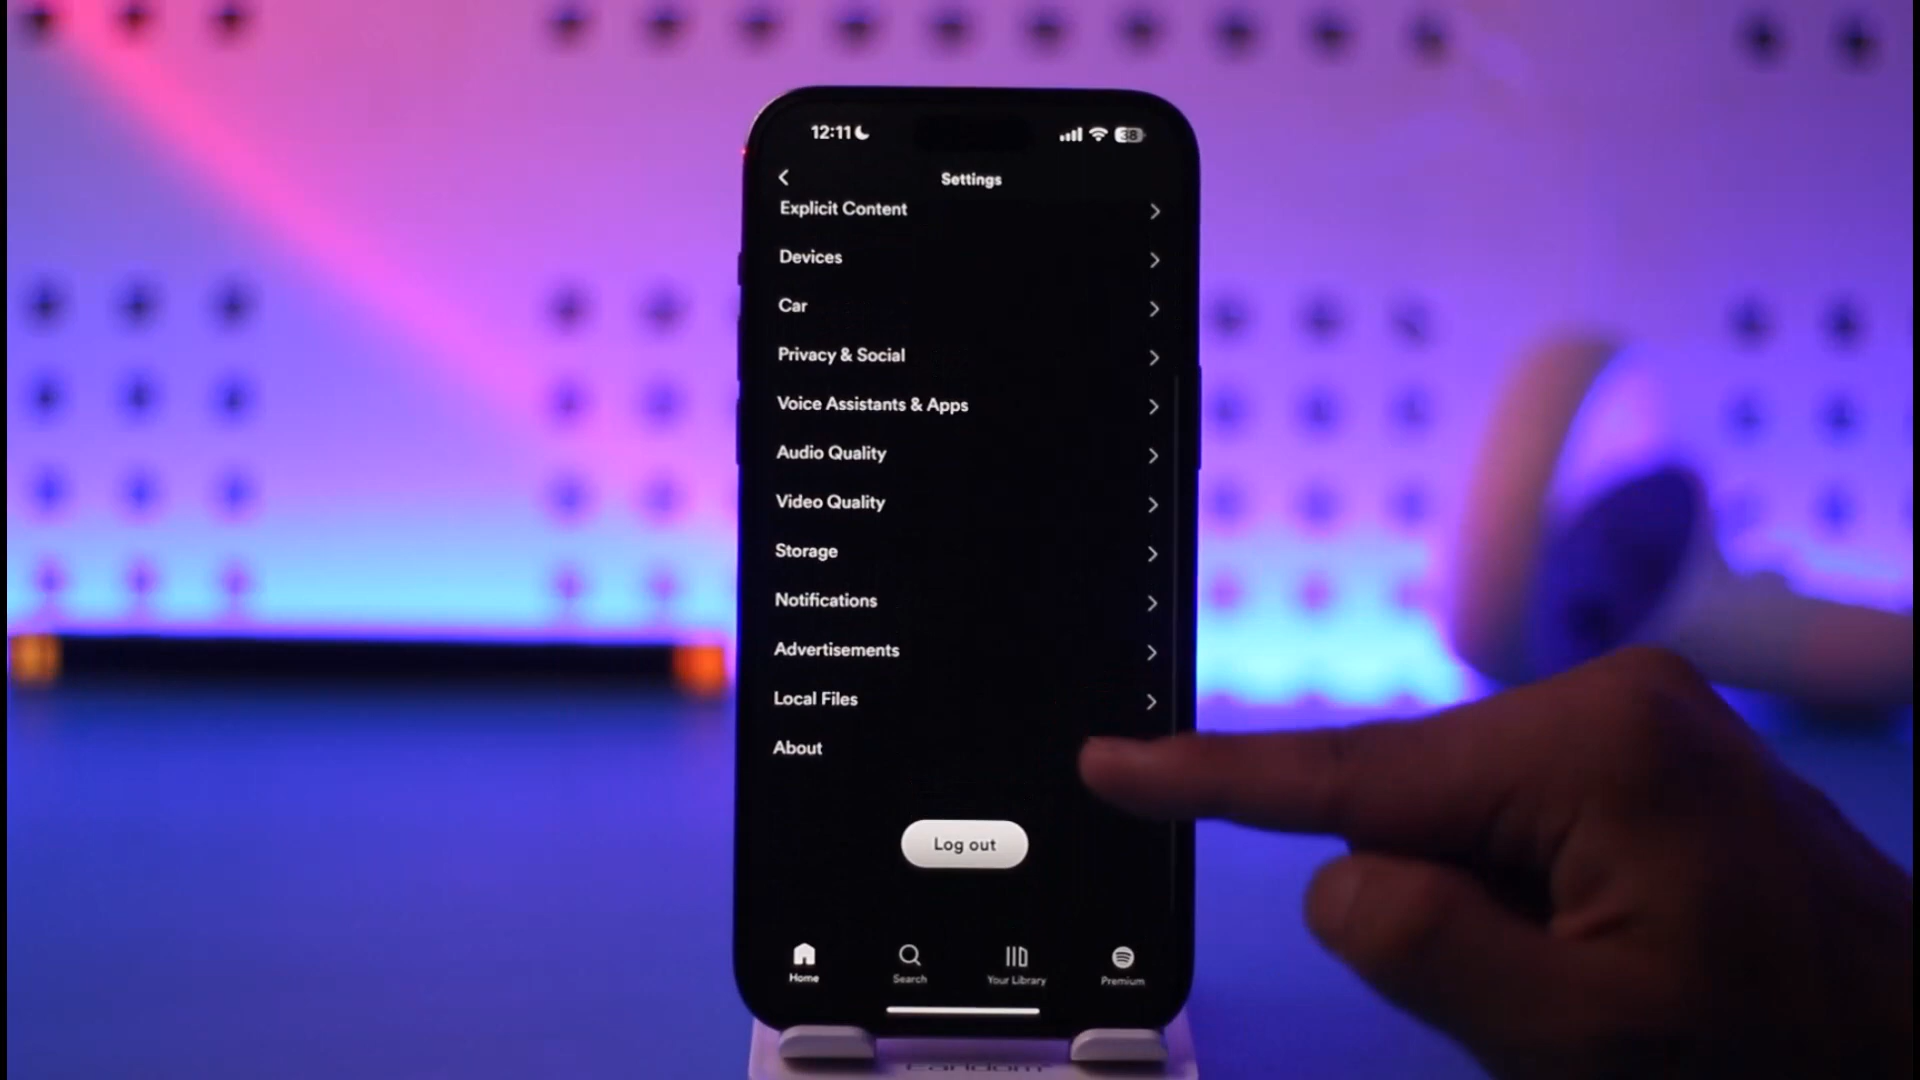 12:11
38
Settings
Explicit Content
Devices
Car
Privacy & Social
Voice Assistants & Apps
Audio Quality
Video Quality
Storage
Notifications
Advertisements
Local Files
About
Log out
Home
Search
Your Library
Premium